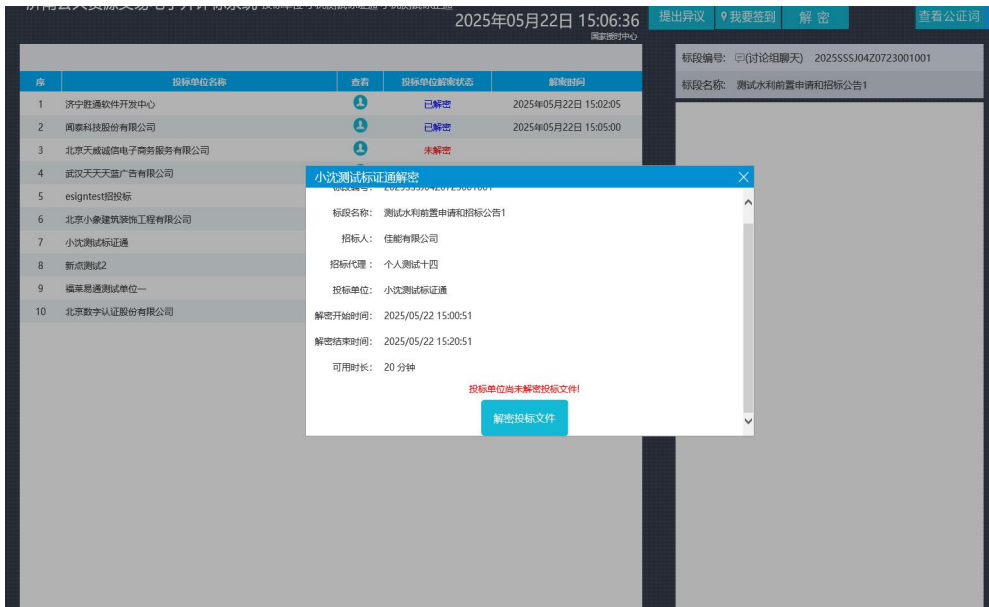 2025年05月22日 15:06:36
国家授时中心
提出异议 我要签到 解 密 查看公证词
标段编号: (讨论组聊天) 2025SSSJ04Z0723001001
标段名称: 测试水利前置申请和招标公告1
序 投标单位名称 查看 投标单位解密状态 解密时间
1 济宁胜通软件开发中心 已解密 2025年05月22日 15:02:05
2 闻泰科技股份有限公司 已解密 2025年05月22日 15:05:00
3 北京天威诚信电子商务服务有限公司 未解密
4 武汉天天天蓝广告有限公司
5 esigntest招投标
6 北京小象建筑装饰工程有限公司
7 小沈测试标证通
8 新点测试2
9 福莱易通测试单位一
10 北京数字认证股份有限公司
小沈测试标证通解密
标段名称: 测试水利前置申请和招标公告1
招标人: 佳能有限公司
招标代理: 个人测试十四
投标单位: 小沈测试标证通
解密开始时间: 2025/05/22 15:00:51
解密结束时间: 2025/05/22 15:20:51
可用时长: 20 分钟
投标单位尚未解密投标文件!
解密投标文件